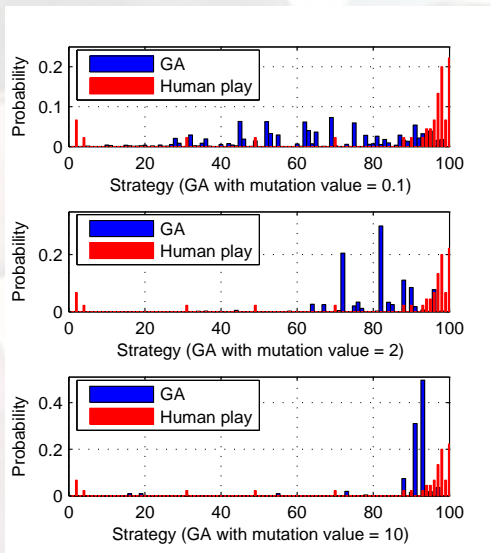 Probability
0.2
0.1
0
GA
Human play
0 20 40 60 80 100
Strategy (GA with mutation value = 0.1)
Probability
0.2
0
GA
Human play
0 20 40 60 80 100
Strategy (GA with mutation value = 2)
Probability
0.4
0.2
0
GA
Human play
0 20 40 60 80 100
Strategy (GA with mutation value = 10)